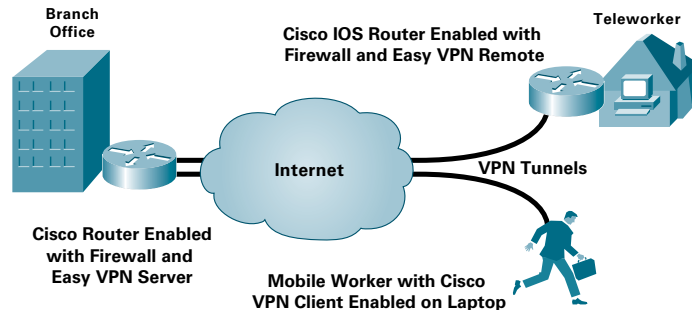 Branch
Office
Cisco IOS Router Enabled with
Firewall and Easy VPN Remote
Teleworker
Internet
VPN Tunnels
Cisco Router Enabled
with Firewall and
Easy VPN Server
Mobile Worker with Cisco
VPN Client Enabled on Laptop